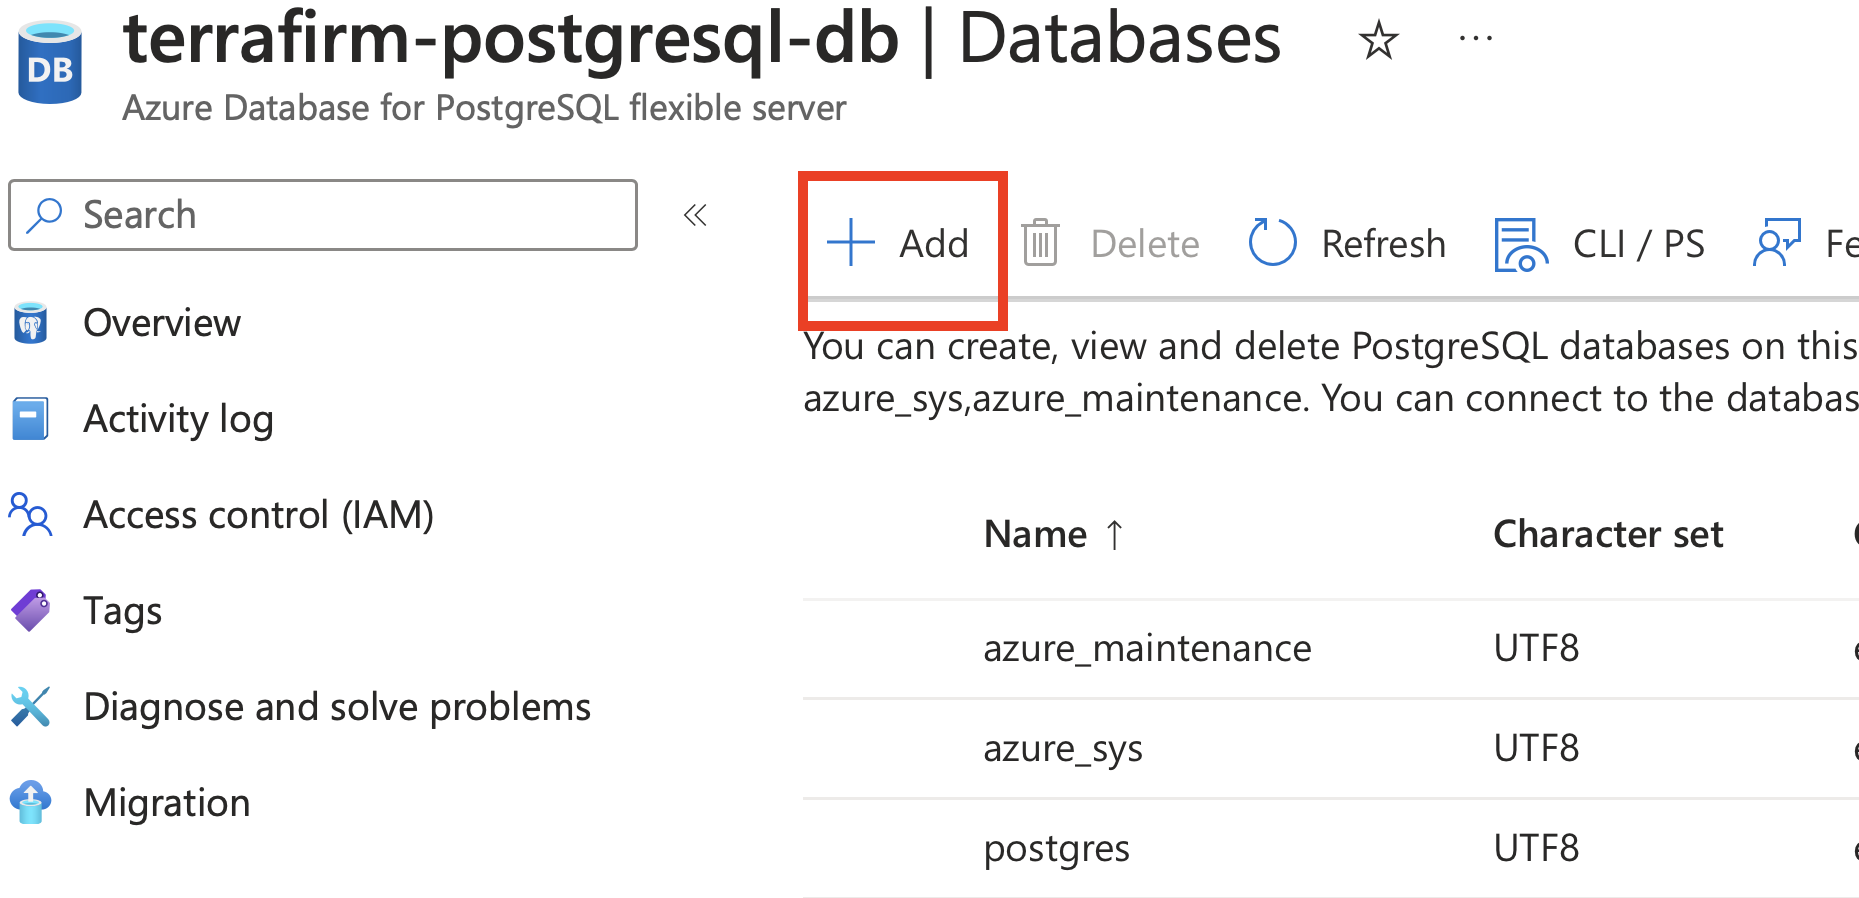 terrafirm-postgresql-db | Databases
Azure Database for PostgreSQL flexible server
DB
Search
Overview
Activity log
Access control (IAM)
Tags
Diagnose and solve problems
Migration
Add Delete Refresh CLI / PS Fe
You can create, view and delete PostgreSQL databases on this
azure_sys,azure_maintenance. You can connect to the databas
Name ↑ Character set
azure_maintenance UTF8
azure_sys UTF8
postgres UTF8